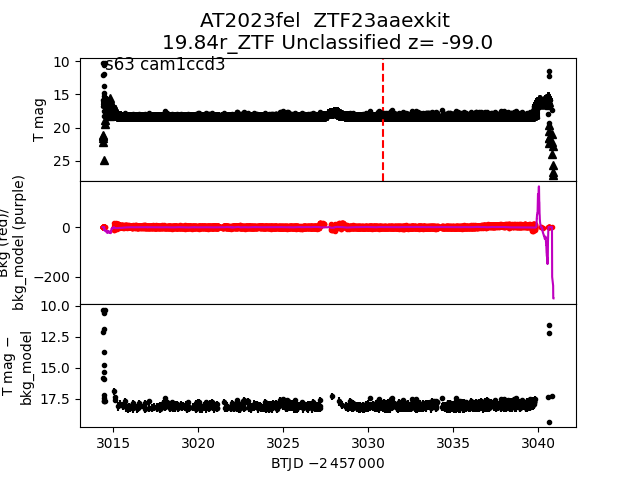 AT2023fel  ZTF23aaexkit
19.84r_ZTF Unclassified z= -99.0
s63 cam1ccd3
10
15
20
25
T mag
0
−200
Bkg (red)/
bkg_model (purple)
10.0
12.5
15.0
17.5
T mag −
bkg_model
3015
3020
3025
3030
3035
3040
BTJD −2 457 000